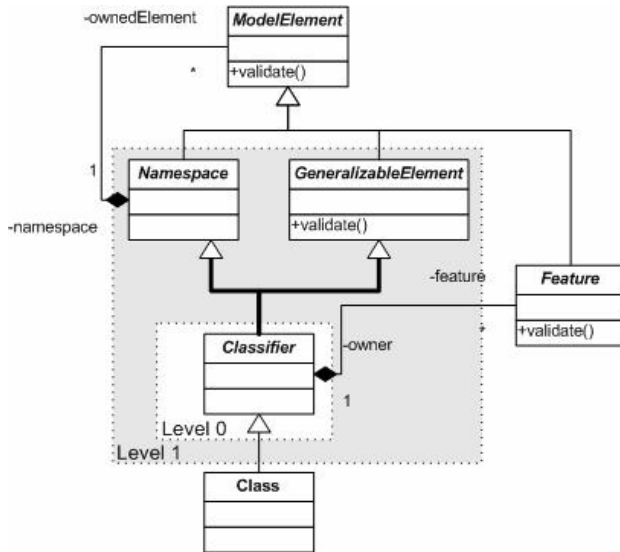 -ownedElement
ModelElement
*
+validate()
1
Namespace
GeneralizableElement
+validate()
-namespace
-feature
Feature
*
+validate()
Classifier
-owner
1
Level 0
Level 1
Class